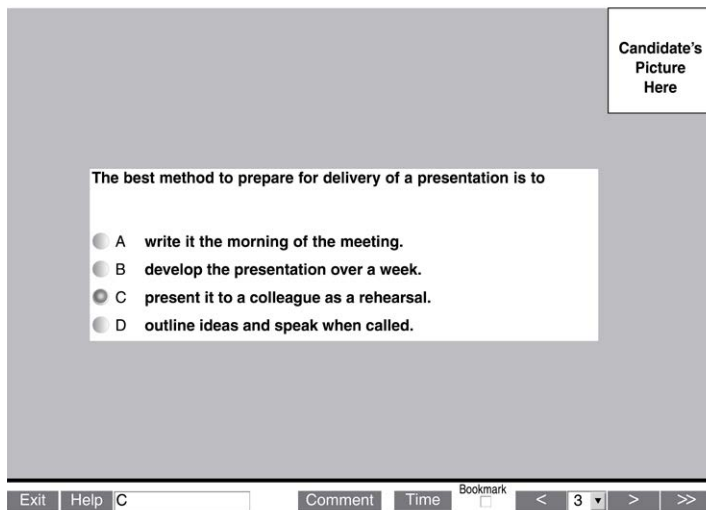 Candidate's
Picture
Here
The best method to prepare for delivery of a presentation is to
A write it the morning of the meeting.
B develop the presentation over a week.
C present it to a colleague as a rehearsal.
D outline ideas and speak when called.
Exit Help C Comment Time Bookmark < 3 > >>